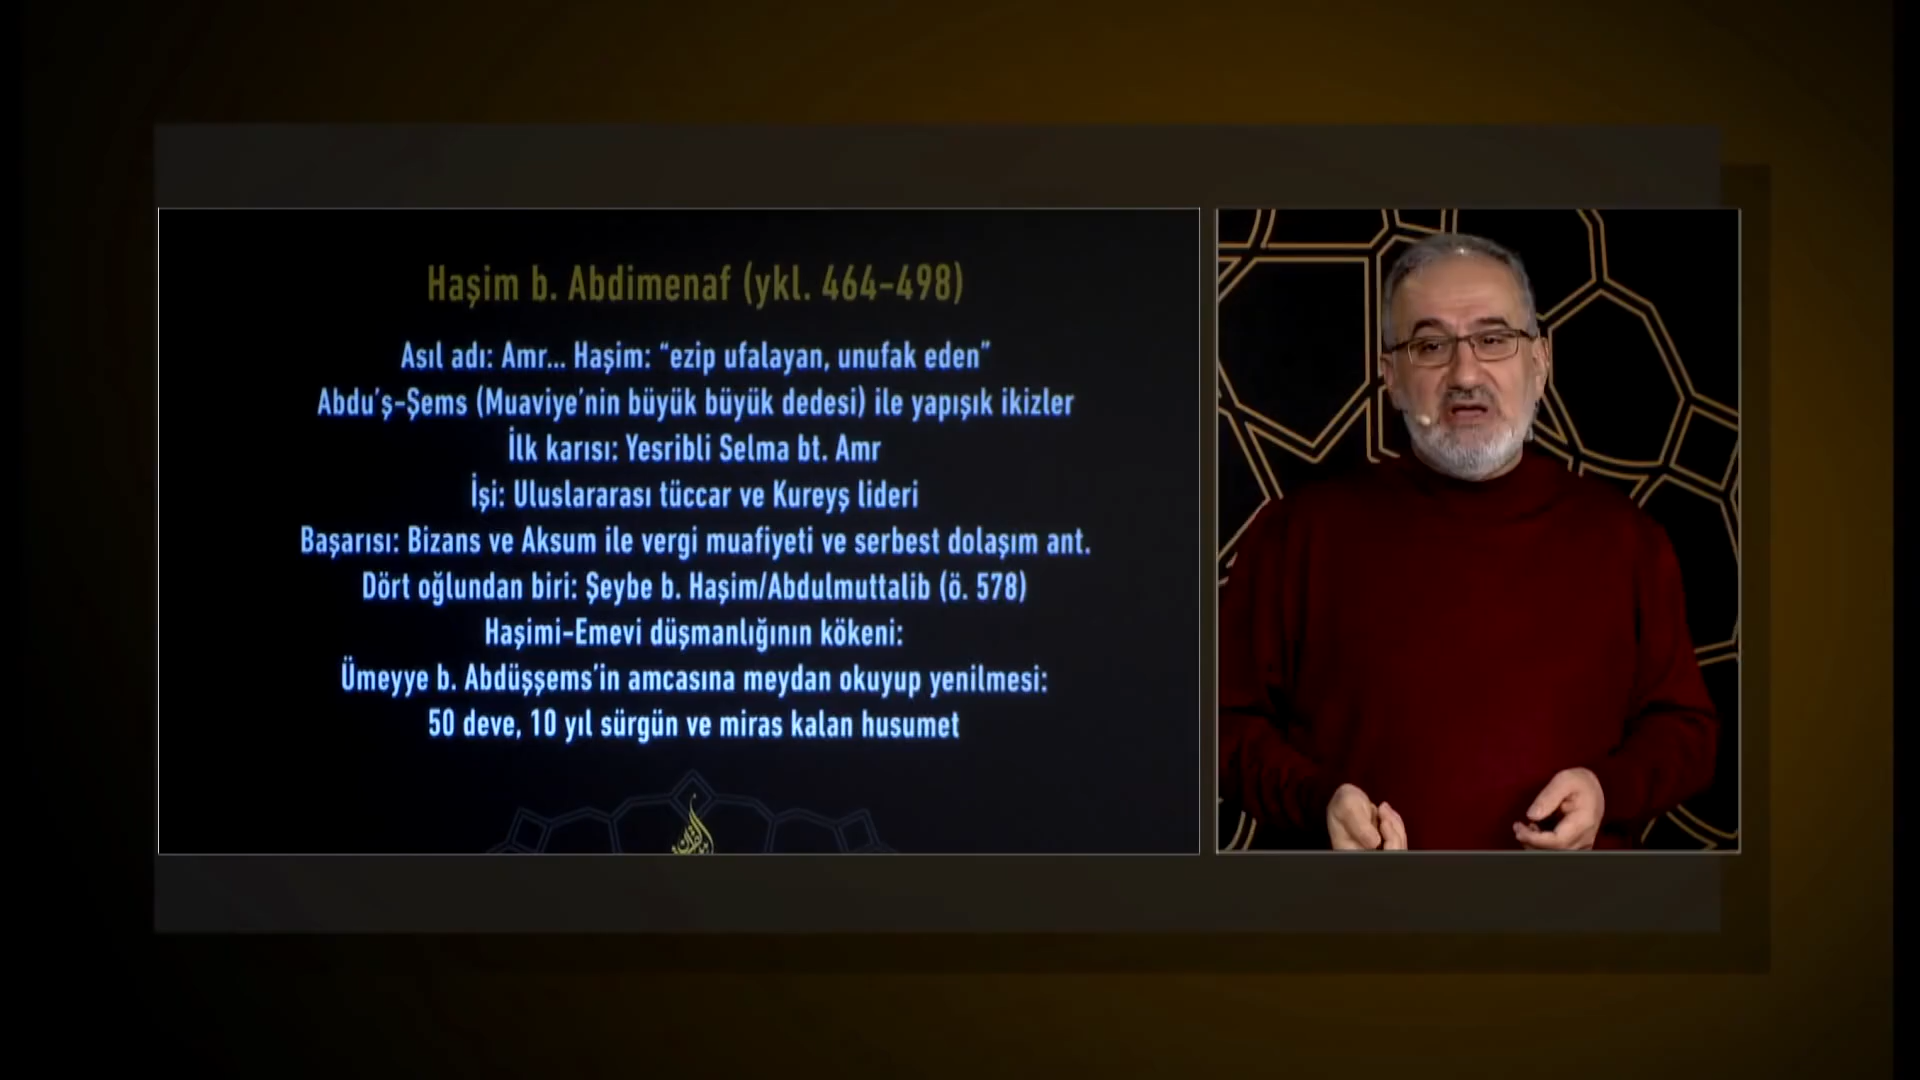 Haşim b. Abdimenaf (ykl. 464-498)
Asıl adı: Amr... Haşim: “ezip ufalayan, unufak eden”
Abdu’ş-Şems (Muaviye’nin büyük büyük dedesi) ile yapışık ikizler
İlk karısı: Yesribli Selma bt. Amr
İşi: Uluslararası tüccar ve Kureyş lideri
Başarısı: Bizans ve Aksum ile vergi muafiyeti ve serbest dolaşım ant.
Dört oğlundan biri: Şeybe b. Haşim/Abdulmuttalib (ö. 578)
Haşimi-Emevi düşmanlığının kökeni:
Ümeyye b. Abdüşşems’in amcasına meydan okuyup yenilmesi:
50 deve, 10 yıl sürgün ve miras kalan husumet